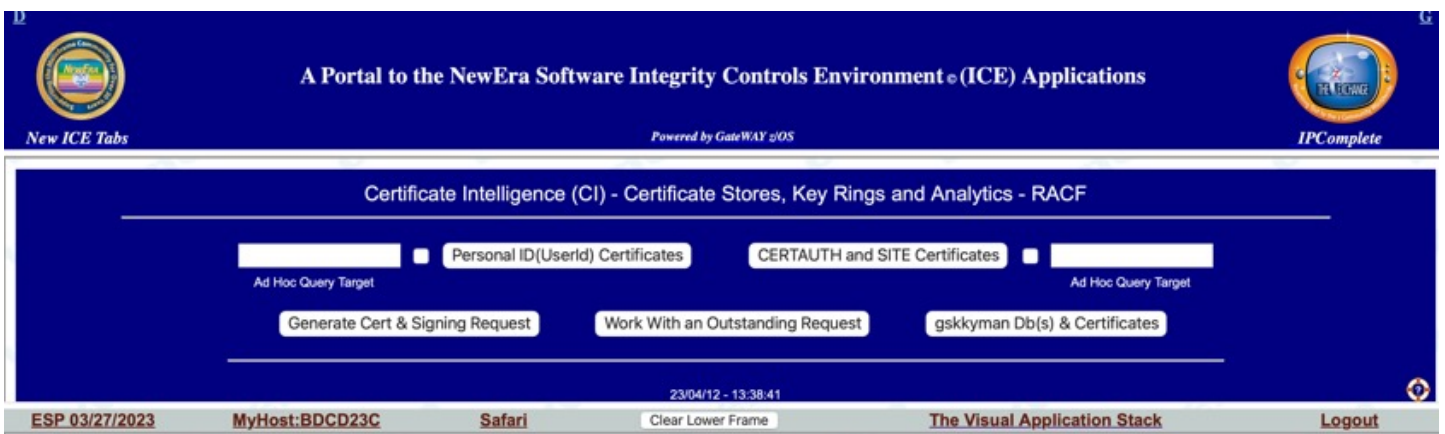 D G
A Portal to the NewEra Software Integrity Controls Environment © (ICE) Applications
NewEra
THE EXCHANGE
New ICE Tabs Powered by GateWAY z/OS IPComplete
Certificate Intelligence (CI) - Certificate Stores, Key Rings and Analytics - RACF
Personal ID(UserId) Certificates CERTAUTH and SITE Certificates
Ad Hoc Query Target Ad Hoc Query Target
Generate Cert & Signing Request Work With an Outstanding Request gskkyman Db(s) & Certificates
23/04/12 - 13:38:41
?
ESP 03/27/2023 MyHost:BDCD23C Safari Clear Lower Frame The Visual Application Stack Logout